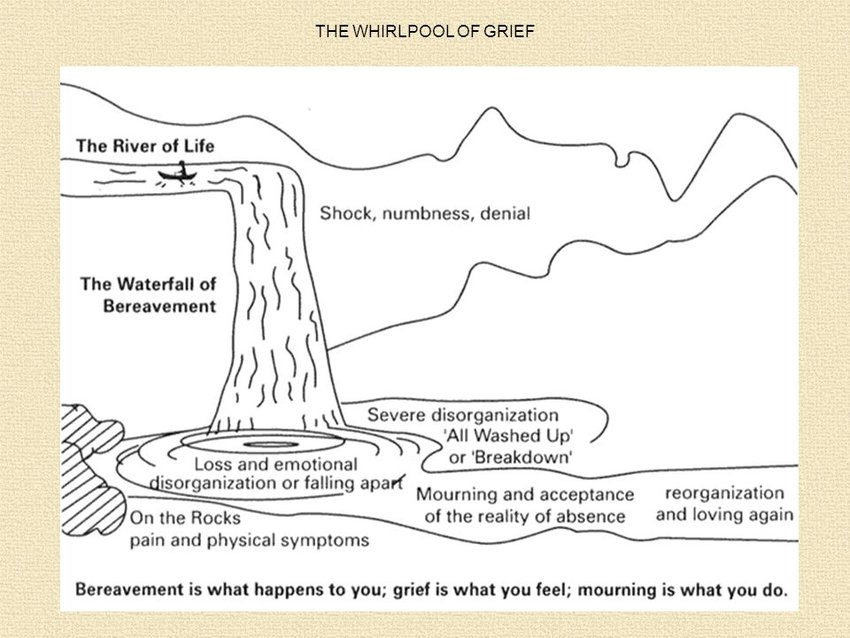 THE WHIRLPOOL OF GRIEF
The River of Life
Shock, numbness, denial
The Waterfall of
Bereavement
Severe disorganization
'All Washed Up'
or 'Breakdown'
Loss and emotional
disorganization or falling apart
Mourning and acceptance
of the reality of absence
reorganization
and loving again
On the Rocks
pain and physical symptoms
Bereavement is what happens to you; grief is what you feel; mourning is what you do.